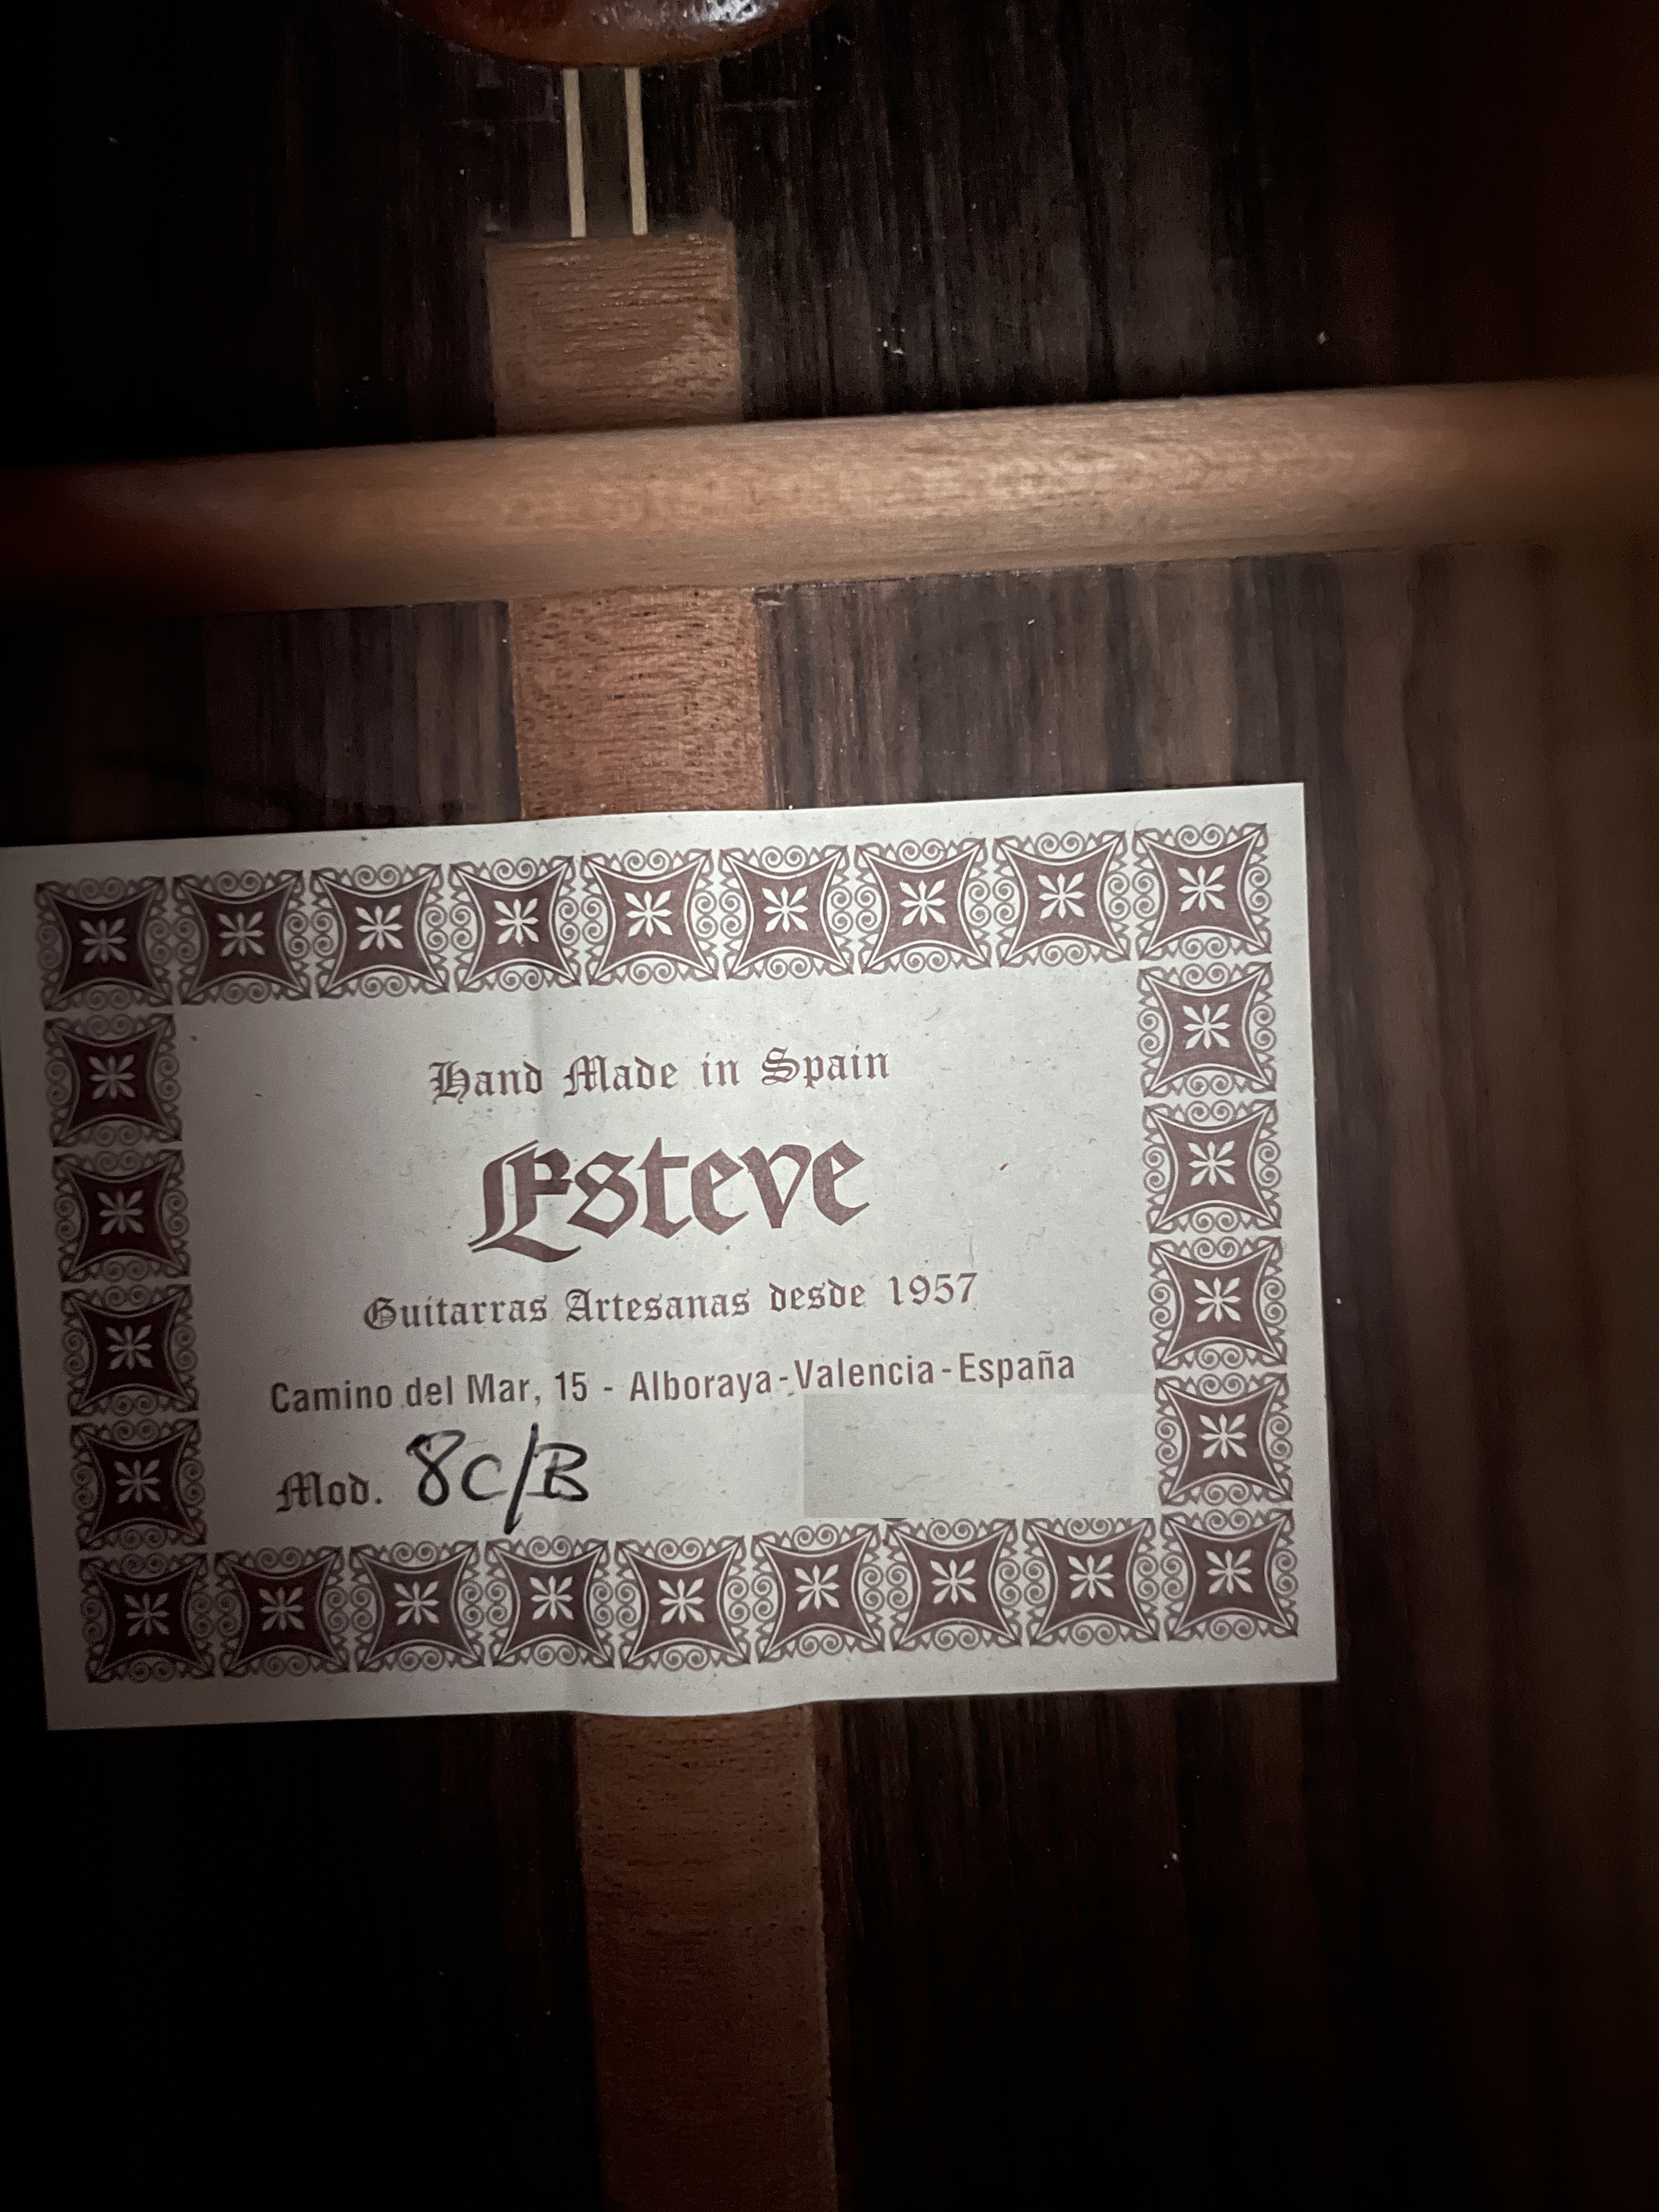 Hand Made in Spain
Esteve
Guitarras Artesanas desde 1957
Camino del Mar, 15 - Alboraya-Valencia-España
Mod. 8C/B